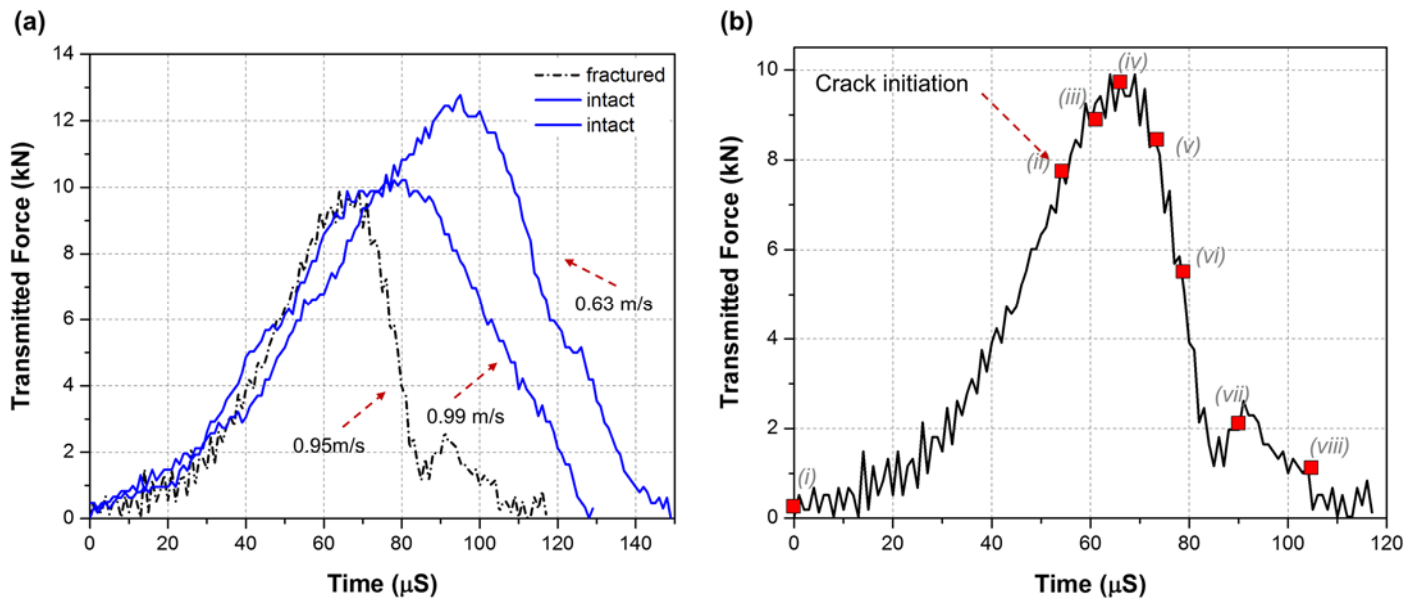 (a)
14
12
10
8
6
4
2
0
Transmitted Force (kN)
fractured
intact
intact
0.63 m/s
0.99 m/s
0.95m/s
0 20 40 60 80 100 120 140
Time (μS)
(b)
10
8
6
4
2
0
Transmitted Force (kN)
Crack initiation
(i)
(ii)
(iii)
(iv)
(v)
(vi)
(vii)
(viii)
0 20 40 60 80 100 120
Time (μS)